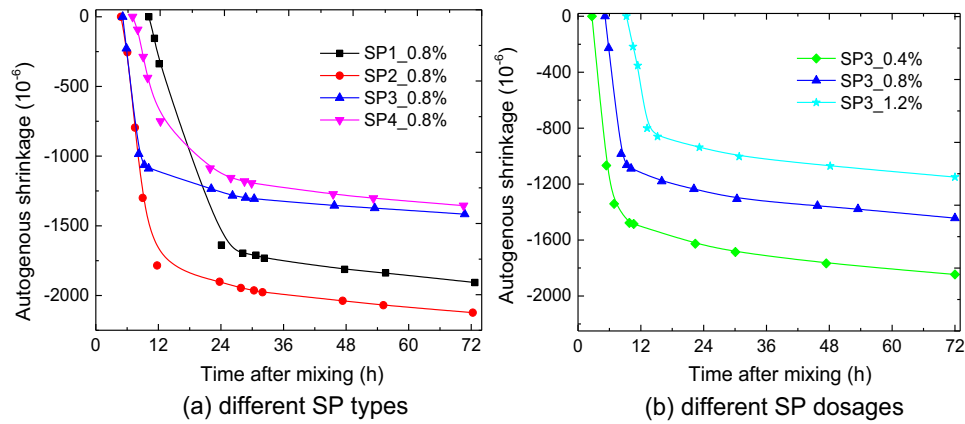 0
-500
-1000
-1500
-2000
Autogenous shrinkage (10-6)
SP1_0.8%
SP2_0.8%
SP3_0.8%
SP4_0.8%
0 12 24 36 48 60 72
Time after mixing (h)
(a) different SP types
0
-400
-800
-1200
-1600
-2000
Autogenous shrinkage (10-6)
SP3_0.4%
SP3_0.8%
SP3_1.2%
0 12 24 36 48 60 72
Time after mixing (h)
(b) different SP dosages